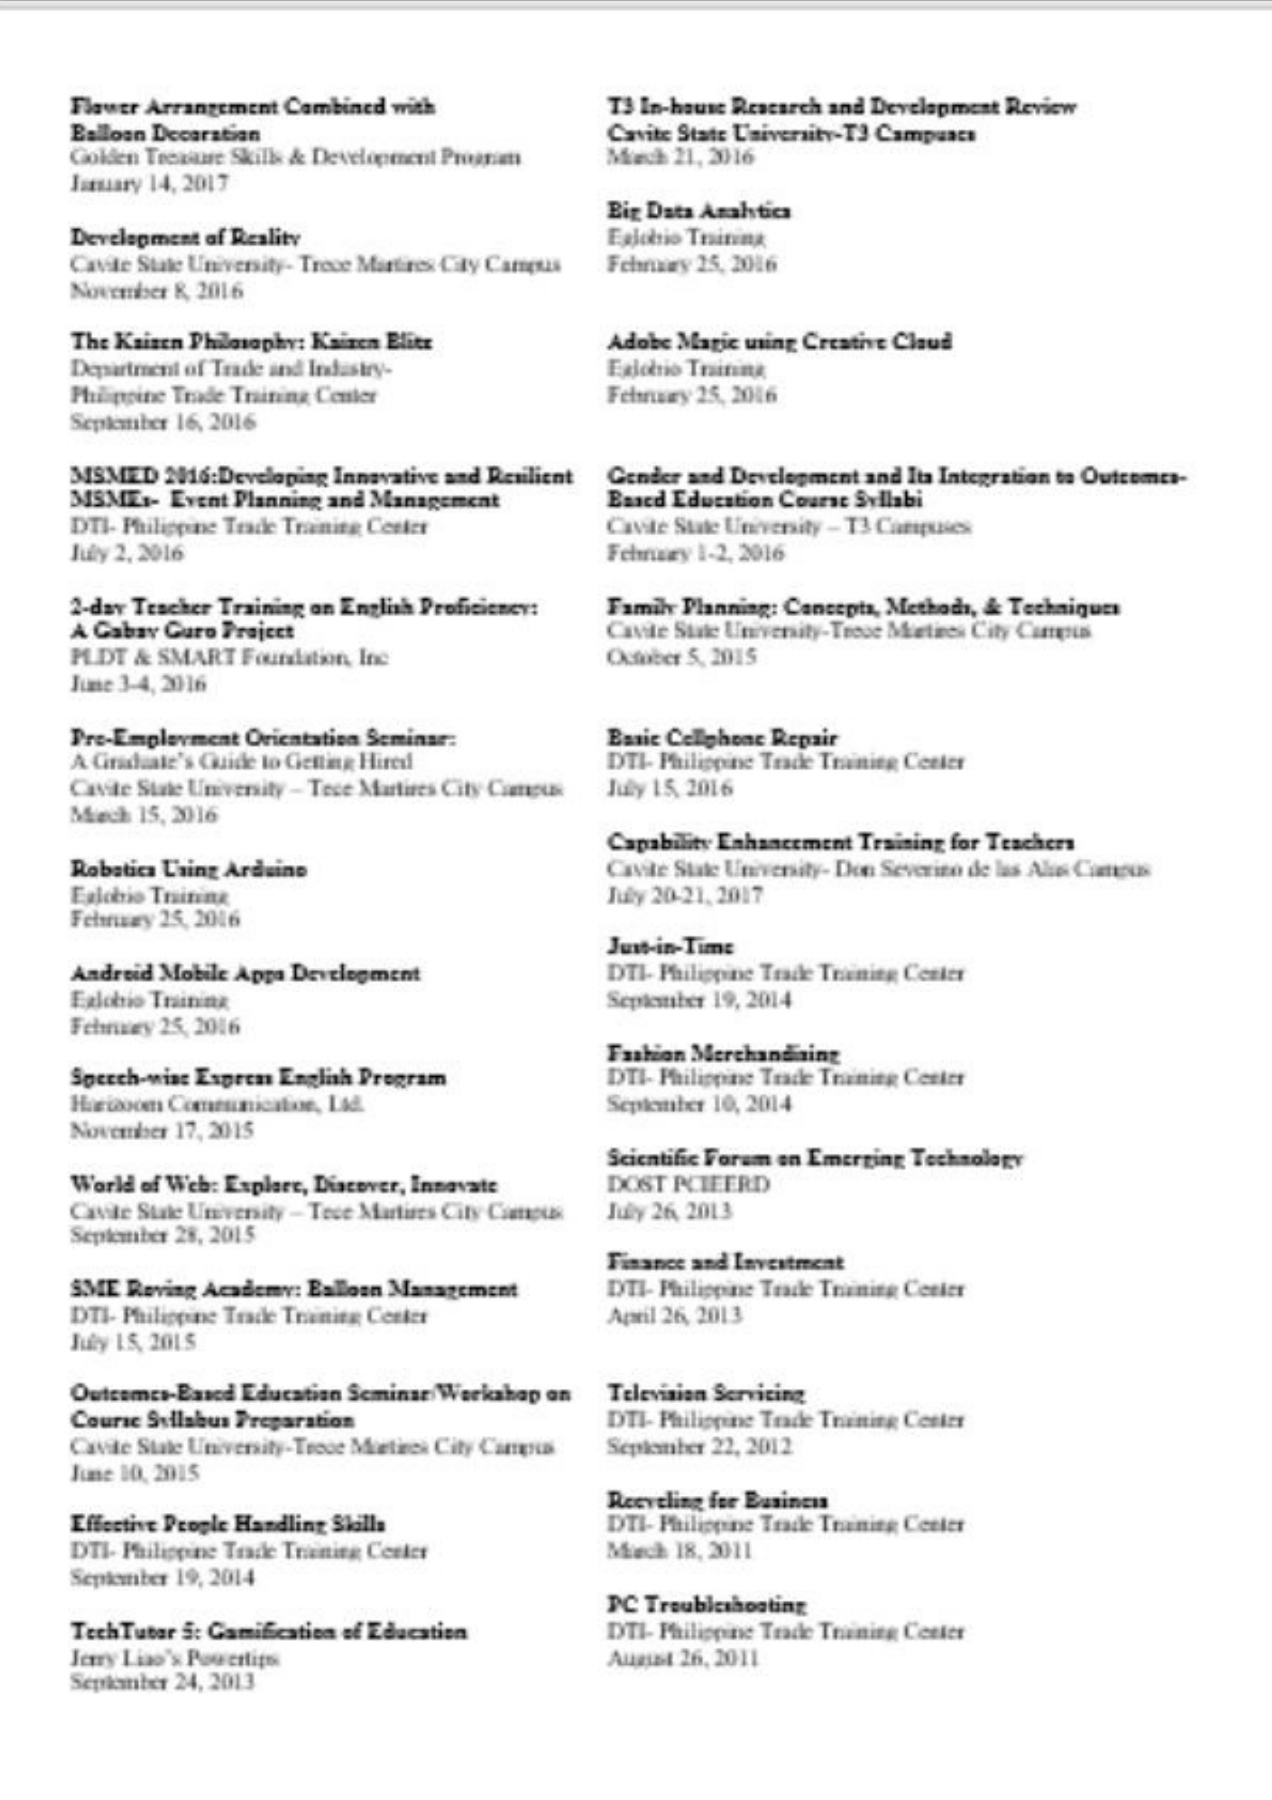 Flower Arrangement Combined with
Balloon Decoration
Golden Treasure Skills & Development Program
January 14, 2017
Development of Reality
Cavite State University- Trece Martires City Campus
November 8, 2016
The Kaizen Philosophy: Kaizen Blitz
Department of Trade and Industry-
Philippine Trade Training Center
September 16, 2016
MSMED 2016:Developing Innovative and Resilient
MSMEs- Event Planning and Management
DTI- Philippine Trade Training Center
July 2, 2016
2-day Teacher Training on English Proficiency:
A Gabay Guro Project
PLDT & SMART Foundation, Inc
June 3-4, 2016
Pre-Employment Orientation Seminar:
A Graduate's Guide to Getting Hired
Cavite State University – Tece Martires City Campus
March 15, 2016
Robotics Using Arduino
Eglobio Training
February 25, 2016
Android Mobile Apps Development
Eglobio Training
February 25, 2016
Speech-wise Express English Program
Harizoom Communication, Ltd.
November 17, 2015
World of Web: Explore, Discover, Innovate
Cavite State University – Tece Martires City Campus
September 28, 2015
SME Roving Academy: Balloon Management
DTI- Philippine Trade Training Center
July 15, 2015
Outcomes-Based Education Seminar/Workshop on
Course Syllabus Preparation
Cavite State University-Trece Martires City Campus
June 10, 2015
Effective People Handling Skills
DTI- Philippine Trade Training Center
September 19, 2014
TechTutor 5: Gamification of Education
Jerry Liao's Powertips
September 24, 2013
T3 In-house Research and Development Review
Cavite State University-T3 Campuses
March 21, 2016
Big Data Analytics
Eglobio Training
February 25, 2016
Adobe Magic using Creative Cloud
Eglobio Training
February 25, 2016
Gender and Development and Its Integration to Outcomes-
Based Education Course Syllabi
Cavite State University – T3 Campuses
February 1-2, 2016
Family Planning: Concepts, Methods, & Techniques
Cavite State University-Trece Martires City Campus
October 5, 2015
Basic Cellphone Repair
DTI- Philippine Trade Training Center
July 15, 2016
Capability Enhancement Training for Teachers
Cavite State University- Don Severino de las Alas Campus
July 20-21, 2017
Just-in-Time
DTI- Philippine Trade Training Center
September 19, 2014
Fashion Merchandising
DTI- Philippine Trade Training Center
September 10, 2014
Scientific Forum on Emerging Technology
DOST PCIEERD
July 26, 2013
Finance and Investment
DTI- Philippine Trade Training Center
April 26, 2013
Television Servicing
DTI- Philippine Trade Training Center
September 22, 2012
Recycling for Business
DTI- Philippine Trade Training Center
March 18, 2011
PC Troubleshooting
DTI- Philippine Trade Training Center
August 26, 2011